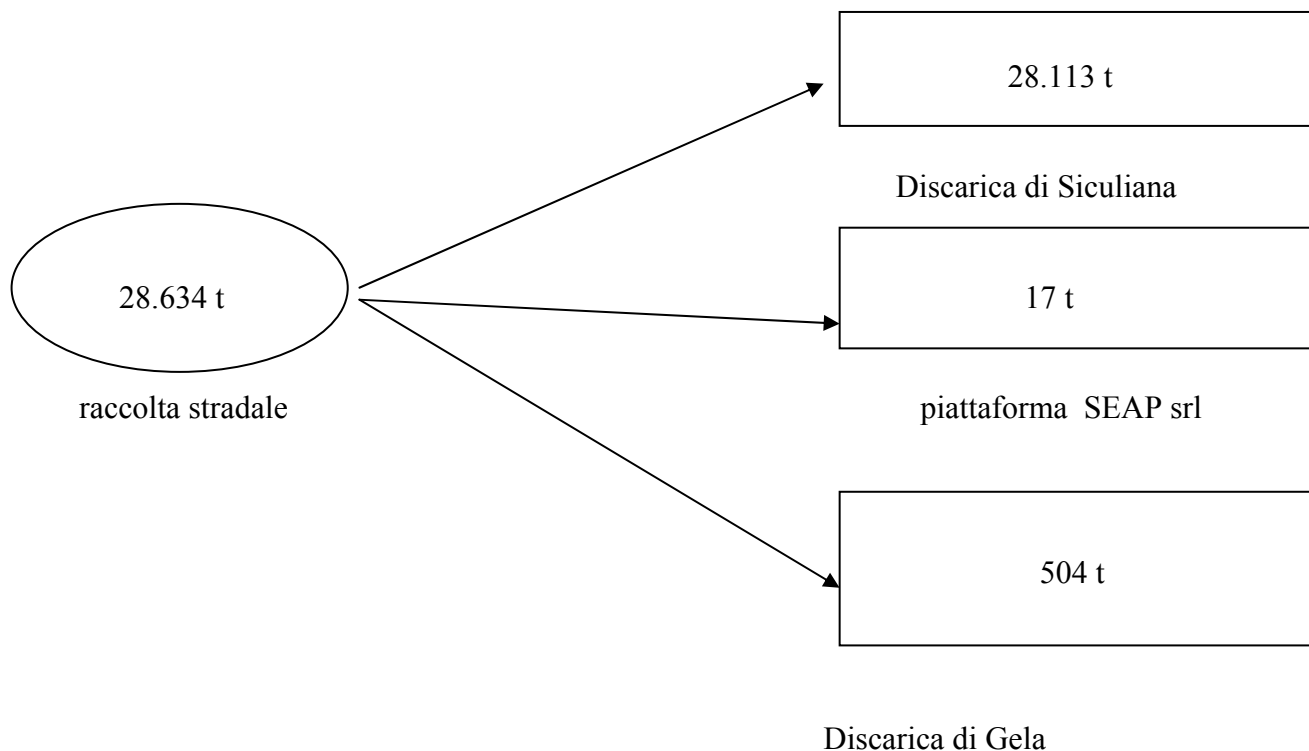 28.113 t
Discarica di Siculiana
28.634 t
raccolta stradale
17 t
piattaforma SEAP srl
504 t
Discarica di Gela